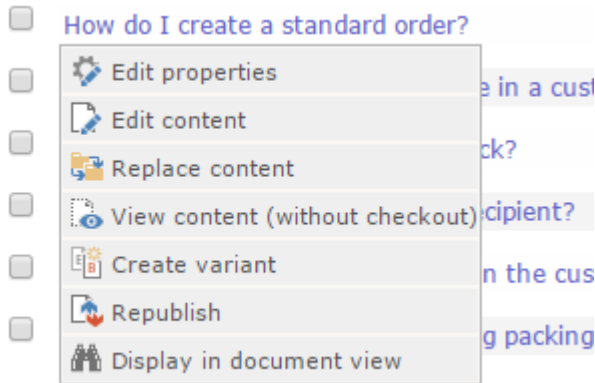 How do I create a standard order?
Edit properties
e in a cust
Edit content
ck?
Replace content
View content (without checkout)
cipient?
Create variant
n the cus
Republish
g packing
Display in document view